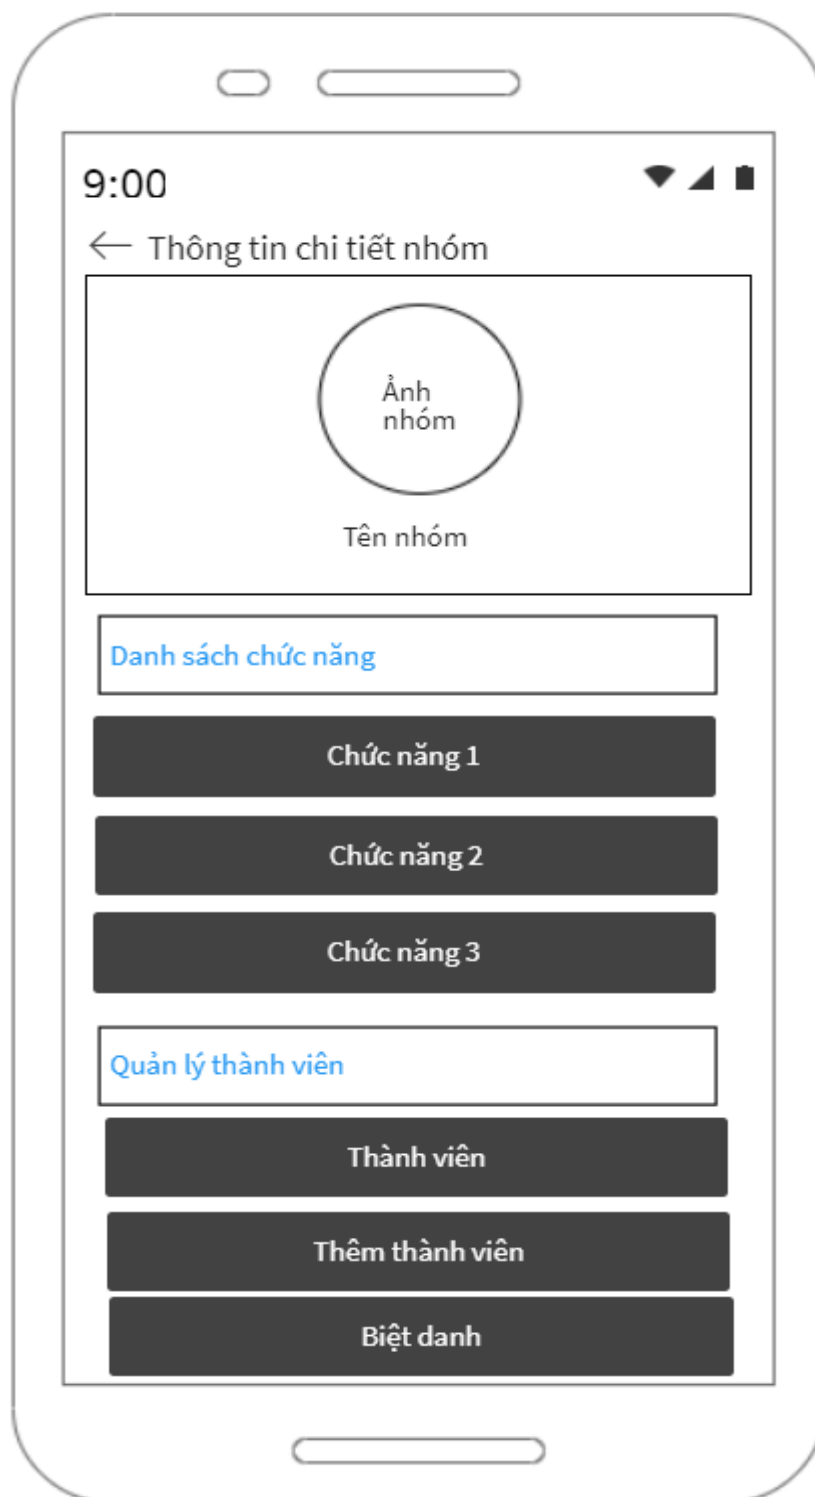 9:00
Thông tin chi tiết nhóm
Ảnh
nhóm
Tên nhóm
Danh sách chức năng
Chức năng 1
Chức năng 2
Chức năng 3
Quản lý thành viên
Thành viên
Thêm thành viên
Biệt danh